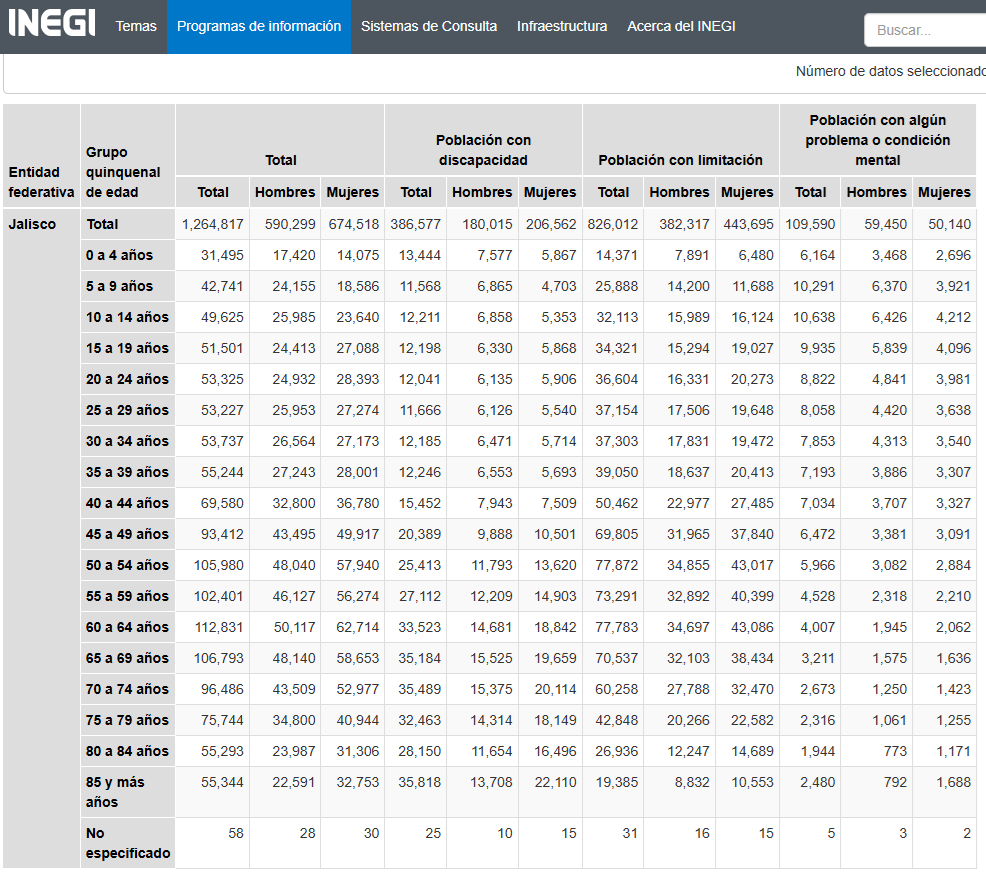 INEGI Temas Programas de información Sistemas de Consulta Infraestructura Acerca del INEGI Buscar...
Número de datos seleccionado
Entidad federativa Grupo quinquenal de edad Total Población con discapacidad Población con limitación Población con algún problema o condición mental
Total Hombres Mujeres Total Hombres Mujeres Total Hombres Mujeres Total Hombres Mujeres
Jalisco Total 1,264,817 590,299 674,518 386,577 180,015 206,562 826,012 382,317 443,695 109,590 59,450 50,140
0 a 4 años 31,495 17,420 14,075 13,444 7,577 5,867 14,371 7,891 6,480 6,164 3,468 2,696
5 a 9 años 42,741 24,155 18,586 11,568 6,865 4,703 25,888 14,200 11,688 10,291 6,370 3,921
10 a 14 años 49,625 25,985 23,640 12,211 6,858 5,353 32,113 15,989 16,124 10,638 6,426 4,212
15 a 19 años 51,501 24,413 27,088 12,198 6,330 5,868 34,321 15,294 19,027 9,935 5,839 4,096
20 a 24 años 53,325 24,932 28,393 12,041 6,135 5,906 36,604 16,331 20,273 8,822 4,841 3,981
25 a 29 años 53,227 25,953 27,274 11,666 6,126 5,540 37,154 17,506 19,648 8,058 4,420 3,638
30 a 34 años 53,737 26,564 27,173 12,185 6,471 5,714 37,303 17,831 19,472 7,853 4,313 3,540
35 a 39 años 55,244 27,243 28,001 12,246 6,553 5,693 39,050 18,637 20,413 7,193 3,886 3,307
40 a 44 años 69,580 32,800 36,780 15,452 7,943 7,509 50,462 22,977 27,485 7,034 3,707 3,327
45 a 49 años 93,412 43,495 49,917 20,389 9,888 10,501 69,805 31,965 37,840 6,472 3,381 3,091
50 a 54 años 105,980 48,040 57,940 25,413 11,793 13,620 77,872 34,855 43,017 5,966 3,082 2,884
55 a 59 años 102,401 46,127 56,274 27,112 12,209 14,903 73,291 32,892 40,399 4,528 2,318 2,210
60 a 64 años 112,831 50,117 62,714 33,523 14,681 18,842 77,783 34,697 43,086 4,007 1,945 2,062
65 a 69 años 106,793 48,140 58,653 35,184 15,525 19,659 70,537 32,103 38,434 3,211 1,575 1,636
70 a 74 años 96,486 43,509 52,977 35,489 15,375 20,114 60,258 27,788 32,470 2,673 1,250 1,423
75 a 79 años 75,744 34,800 40,944 32,463 14,314 18,149 42,848 20,266 22,582 2,316 1,061 1,255
80 a 84 años 55,293 23,987 31,306 28,150 11,654 16,496 26,936 12,247 14,689 1,944 773 1,171
85 y más años 55,344 22,591 32,753 35,818 13,708 22,110 19,385 8,832 10,553 2,480 792 1,688
No especificado 58 28 30 25 10 15 31 16 15 5 3 2